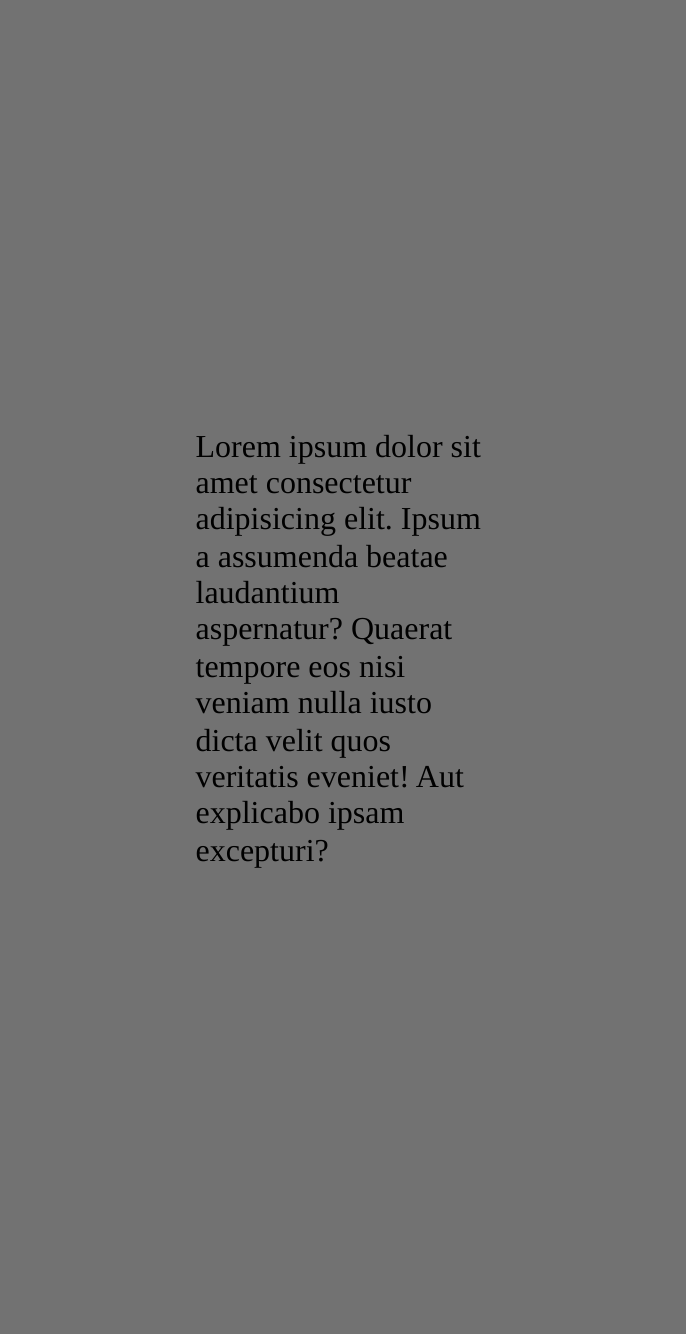 Lorem ipsum dolor sit
amet consectetur
adipisicing elit. Ipsum
a assumenda beatae
laudantium
aspernatur? Quaerat
tempore eos nisi
veniam nulla iusto
dicta velit quos
veritatis eveniet! Aut
explicabo ipsam
excepturi?